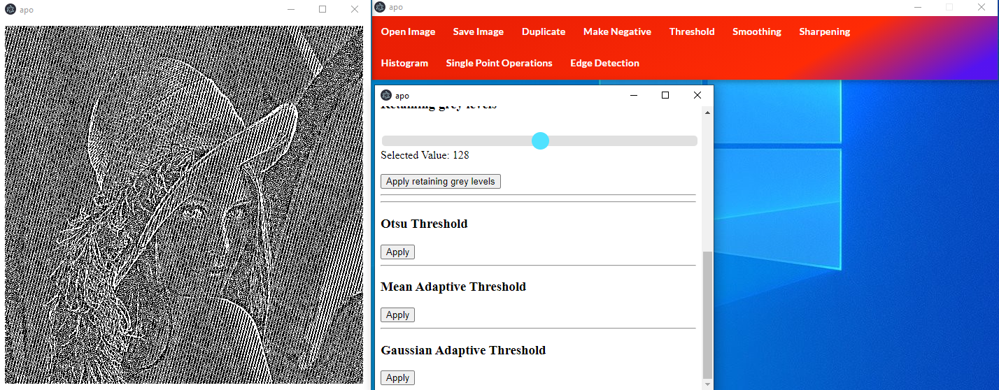 apo
apo
Open Image Save Image Duplicate Make Negative Threshold Smoothing Sharpening
Histogram Single Point Operations Edge Detection
apo
Retaining grey levels
Selected Value: 128
Apply retaining grey levels
Otsu Threshold
Apply
Mean Adaptive Threshold
Apply
Gaussian Adaptive Threshold
Apply